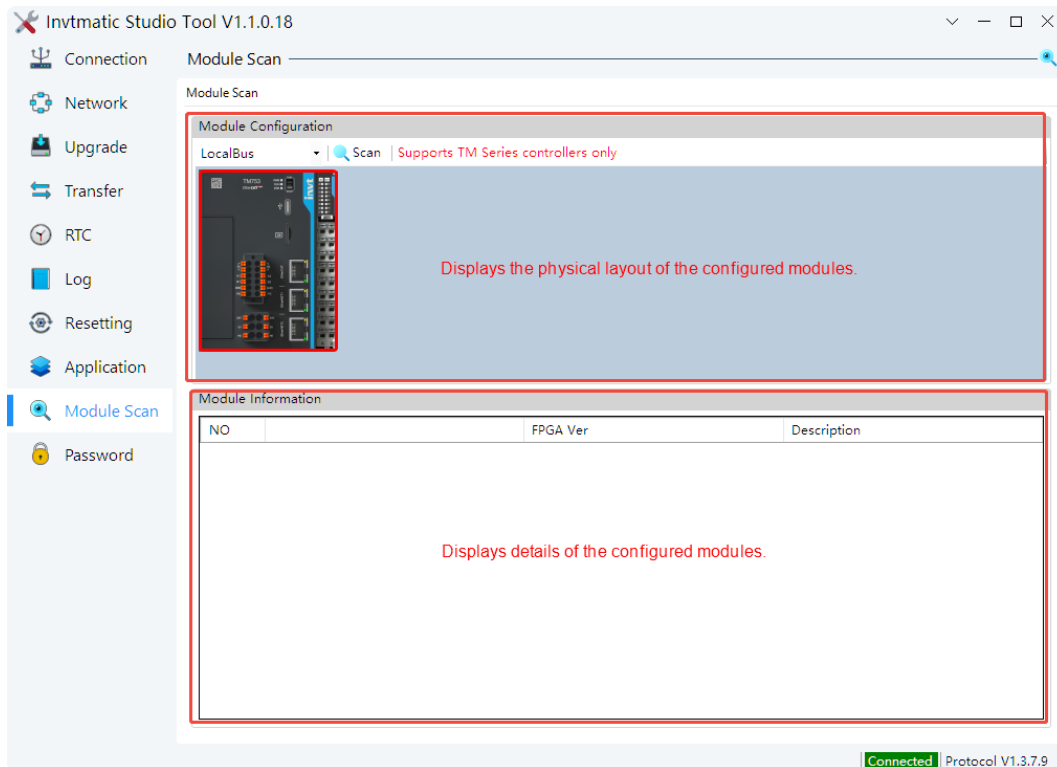 Invtmatic Studio Tool V1.1.0.18
Connection
Network
Upgrade
Transfer
RTC
Log
Resetting
Application
Module Scan
Password
Module Scan
Module Scan
Module Configuration
LocalBus
Scan
Supports TM Series controllers only
TM753
invt
Displays the physical layout of the configured modules.
Module Information
NO
FPGA Ver
Description
Displays details of the configured modules.
Connected
Protocol V1.3.7.9